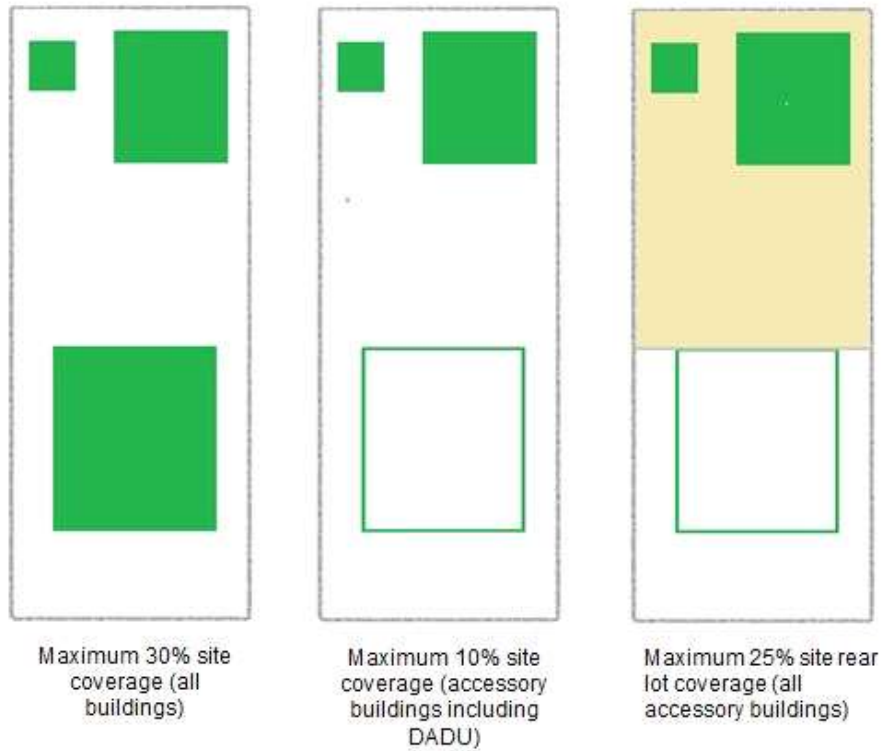 Maximum 30% site
coverage (all
buildings)
Maximum 10% site
coverage (accessory
buildings including
DADU)
Maximum 25% site rear
lot coverage (all
accessory buildings)